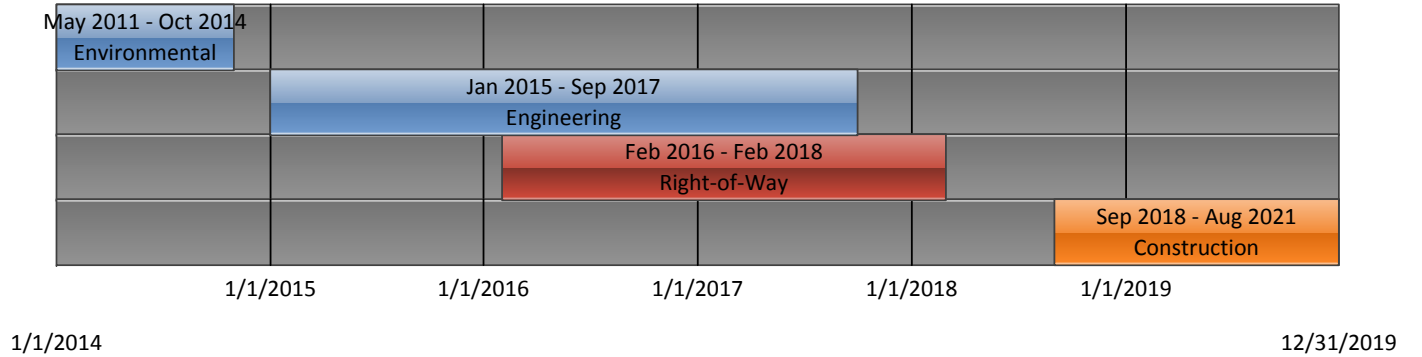 May 2011 - Oct 2014
Environmental
Jan 2015 - Sep 2017
Engineering
Feb 2016 - Feb 2018
Right-of-Way
Sep 2018 - Aug 2021
Construction
1/1/2015 1/1/2016 1/1/2017 1/1/2018 1/1/2019
1/1/2014 12/31/2019